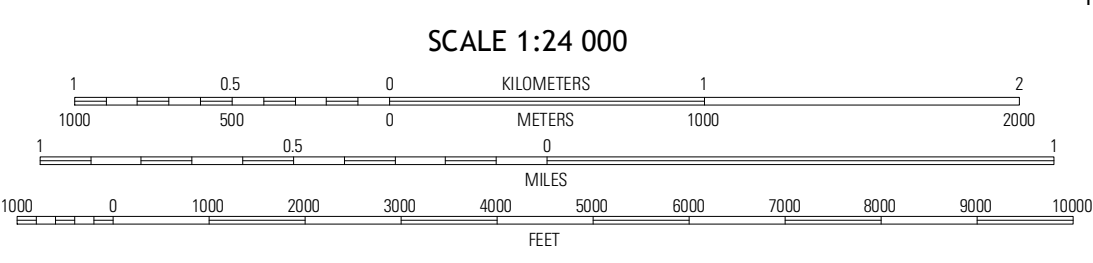 SCALE 1:24 000
1 0.5 0 KILOMETERS 1 2
1000 500 0 METERS 1000 2000
1 0.5 0 1
MILES
1000 0 1000 2000 3000 4000 5000 6000 7000 8000 9000 10000
FEET